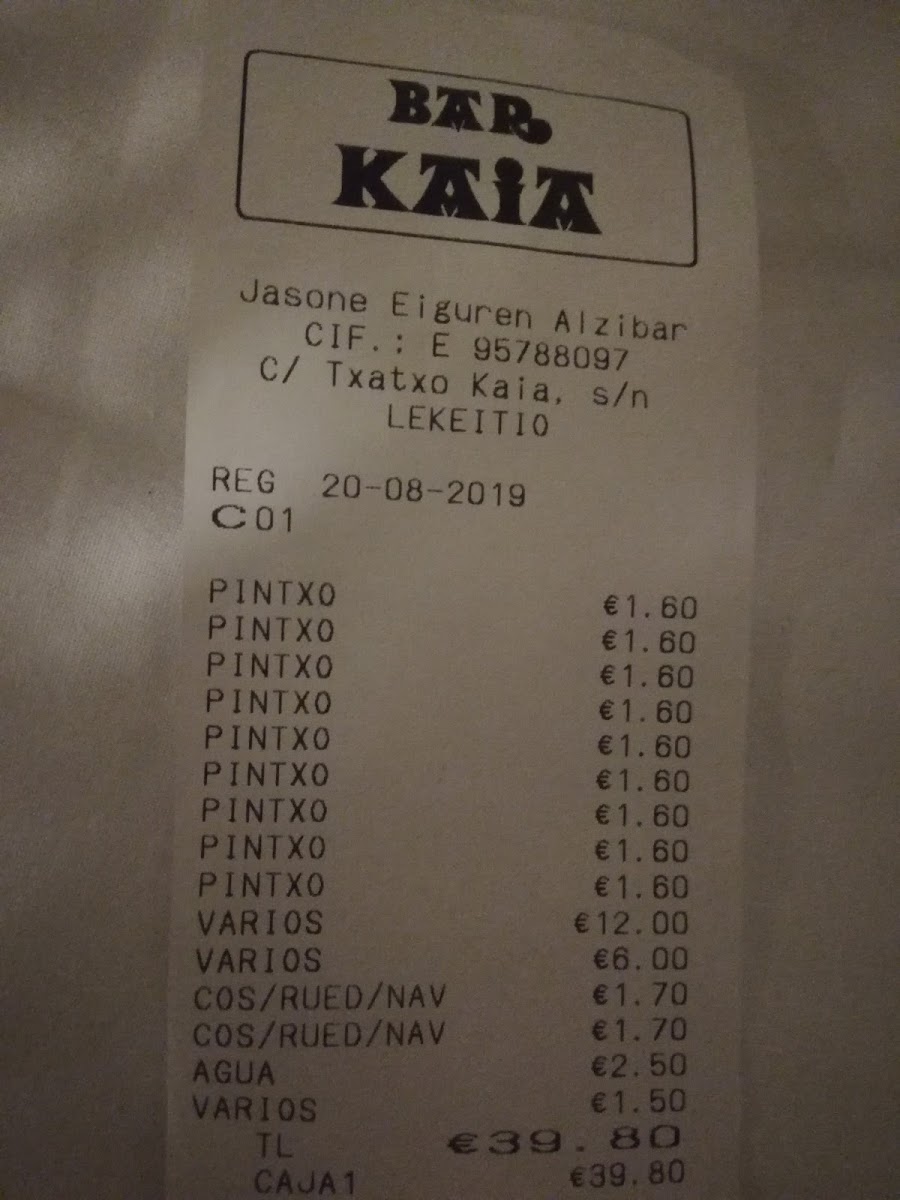 BAR
KAiA
Jasone Eiguren Alzibar
CIF.: E 95788097
C/ Txatxo Kaia, s/n
LEKEITIO
REG 20-08-2019
C01
PINTXO €1.60
PINTXO €1.60
PINTXO €1.60
PINTXO €1.60
PINTXO €1.60
PINTXO €1.60
PINTXO €1.60
PINTXO €1.60
PINTXO €1.60
VARIOS €12.00
VARIOS €6.00
COS/RUED/NAV €1.70
COS/RUED/NAV €1.70
AGUA €2.50
VARIOS €1.50
TL €39.80
CAJA1 €39.80